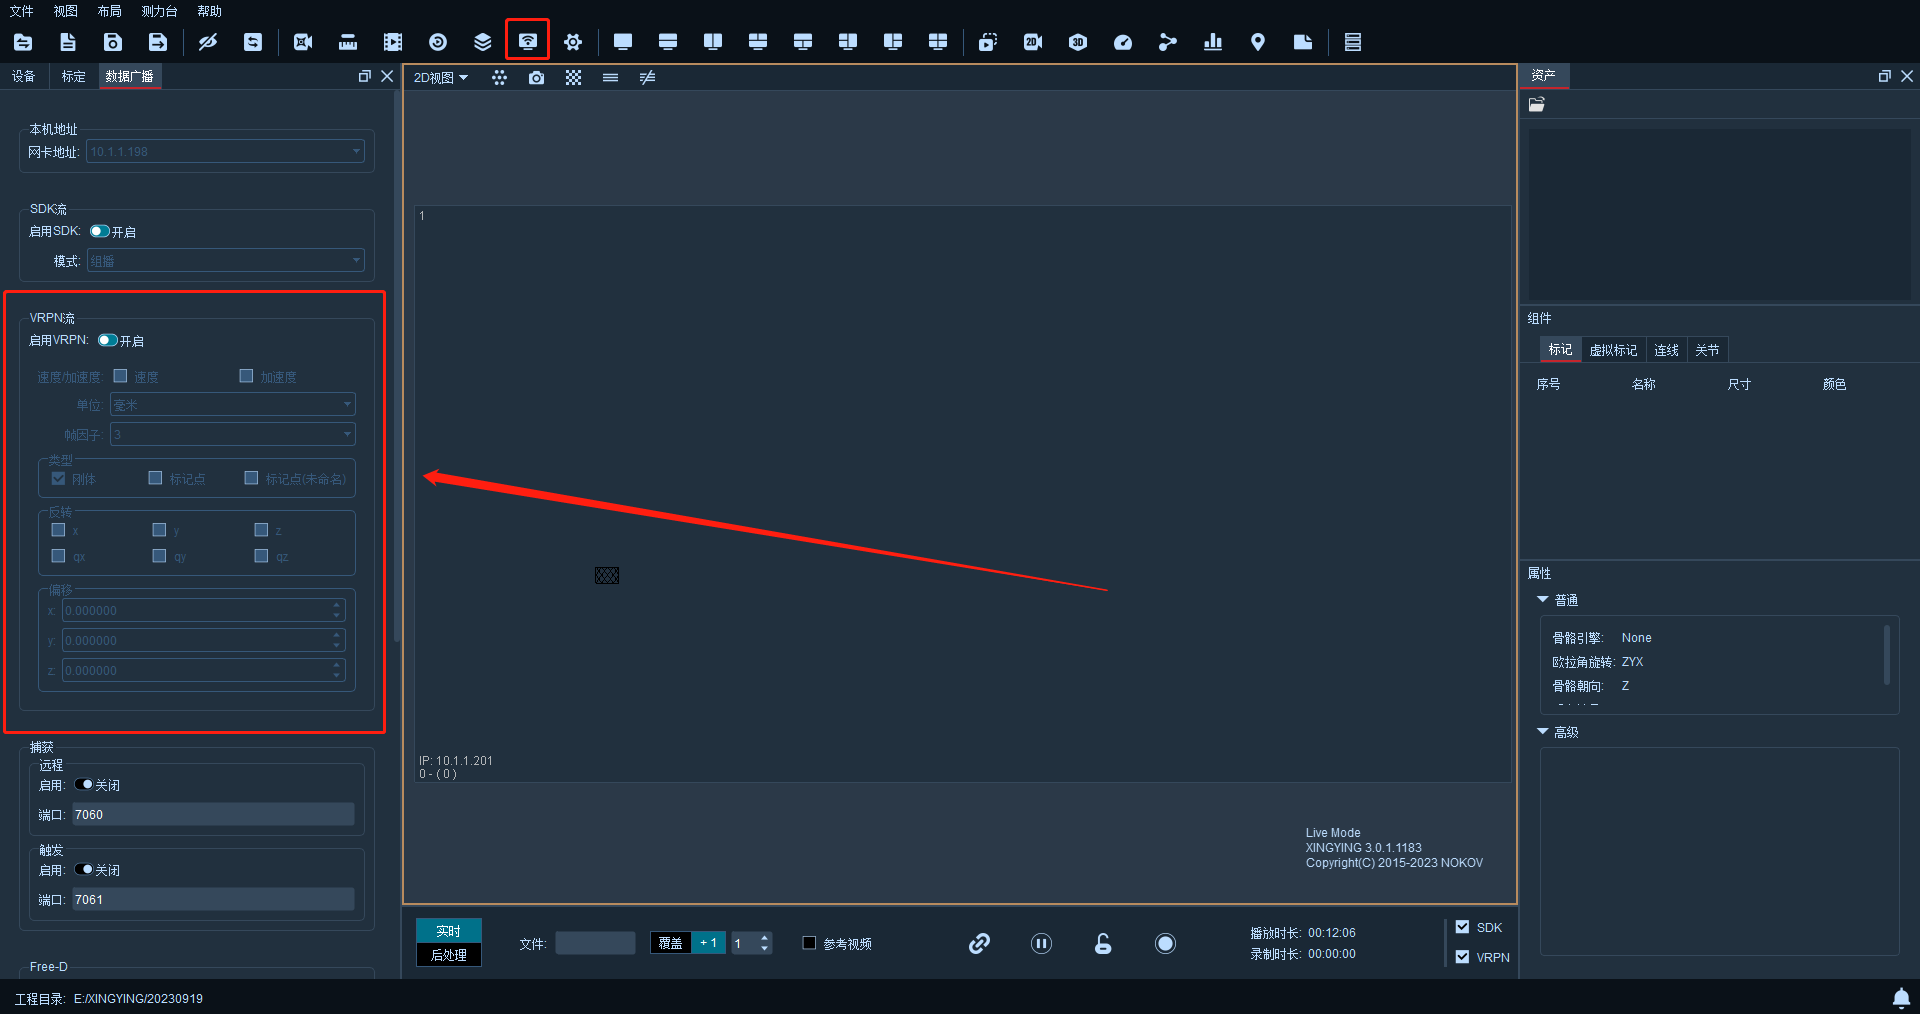 文件 视图 布局 测力台 帮助
设备 标定 数据广播
本机地址
网卡地址: 10.1.1.198
SDK流
启用SDK: 开启
模式: 组播
VRPN流
启用VRPN: 开启
速度/加速度: 速度 加速度
单位: 毫米
帧因子: 3
类型
刚体 标记点 标记点(未命名)
反转
x y z
qx qy qz
偏移
x: 0.000000
y: 0.000000
z: 0.000000
捕获
远程
启用: 关闭
端口: 7060
触发
启用: 关闭
端口: 7061
Free-D
2D视图
2D 3D
1
IP: 10.1.1.201
0 - ( 0 )
Live Mode
XINGYING 3.0.1.1183
Copyright(C) 2015-2023 NOKOV
实时
后处理
文件: 覆盖 + 1 1 参考视频
播放时长: 00:12:06
录制时长: 00:00:00
SDK
VRPN
资产
组件
标记 虚拟标记 连线 关节
序号 名称 尺寸 颜色
属性
普通
骨骼引擎: None
欧拉角旋转: ZYX
骨骼朝向: Z
高级
工程目录: E:/XINGYING/20230919